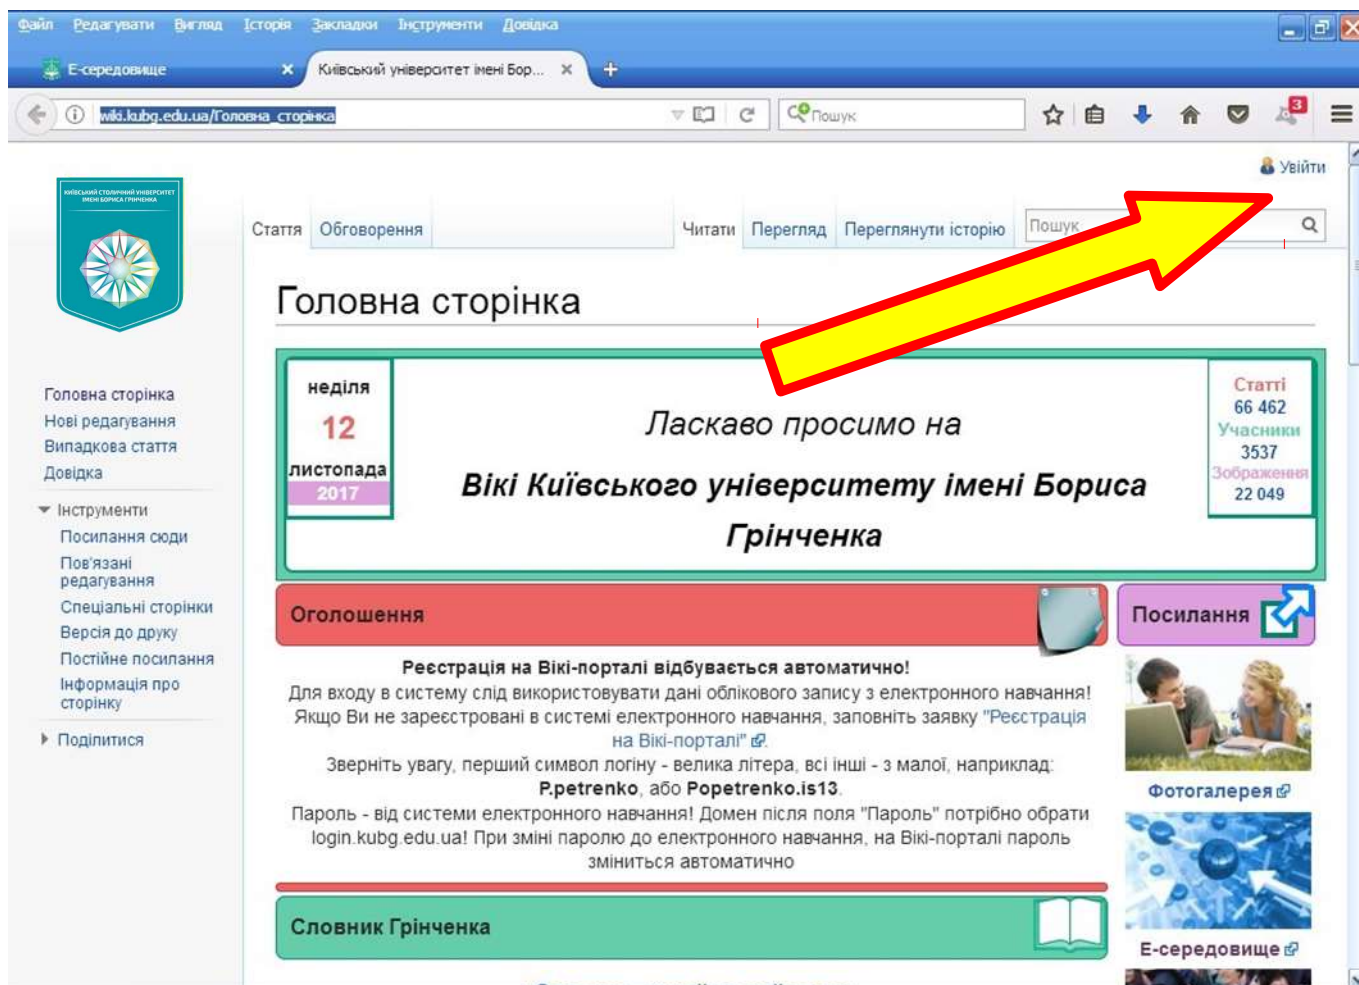 Файл Редагувати Вигляд Історія Закладки Інструменти Довідка
Е-середовище
Київський університет імені Бор...
wiki.kubg.edu.ua/Головна_сторінка
Пошук
3
Увійти
КИЇВСЬКИЙ СТОЛИЧНИЙ УНІВЕРСИТЕТ
ІМЕНІ БОРИСА ГРІНЧЕНКА
Стаття Обговорення
Читати Перегляд Переглянути історію
Пошук
Головна сторінка
Головна сторінка
Нові редагування
Випадкова стаття
Довідка
Інструменти
Посилання сюди
Пов'язані
редагування
Спеціальні сторінки
Версія до друку
Постійне посилання
Інформація про
сторінку
Поділитися
неділя
12
листопада
2017
Ласкаво просимо на
Вікі Київського університету імені Бориса
Грінченка
Статті
66 462
Учасники
3537
Зображення
22 049
Оголошення
Реєстрація на Вікі-порталі відбувається автоматично!
Для входу в систему слід використовувати дані облікового запису з електронного навчання!
Якщо Ви не зареєстровані в системі електронного навчання, заповніть заявку "Реєстрація
на Вікі-порталі".
Зверніть увагу, перший символ логіну - велика літера, всі інші - з малої, наприклад:
P.petrenko, або Popetrenko.is13.
Пароль - від системи електронного навчання! Домен після поля "Пароль" потрібно обрати
login.kubg.edu.ua! При зміні паролю до електронного навчання, на Вікі-порталі пароль
зміниться автоматично
Словник Грінченка
Посилання
Фотогалерея
Е-середовище